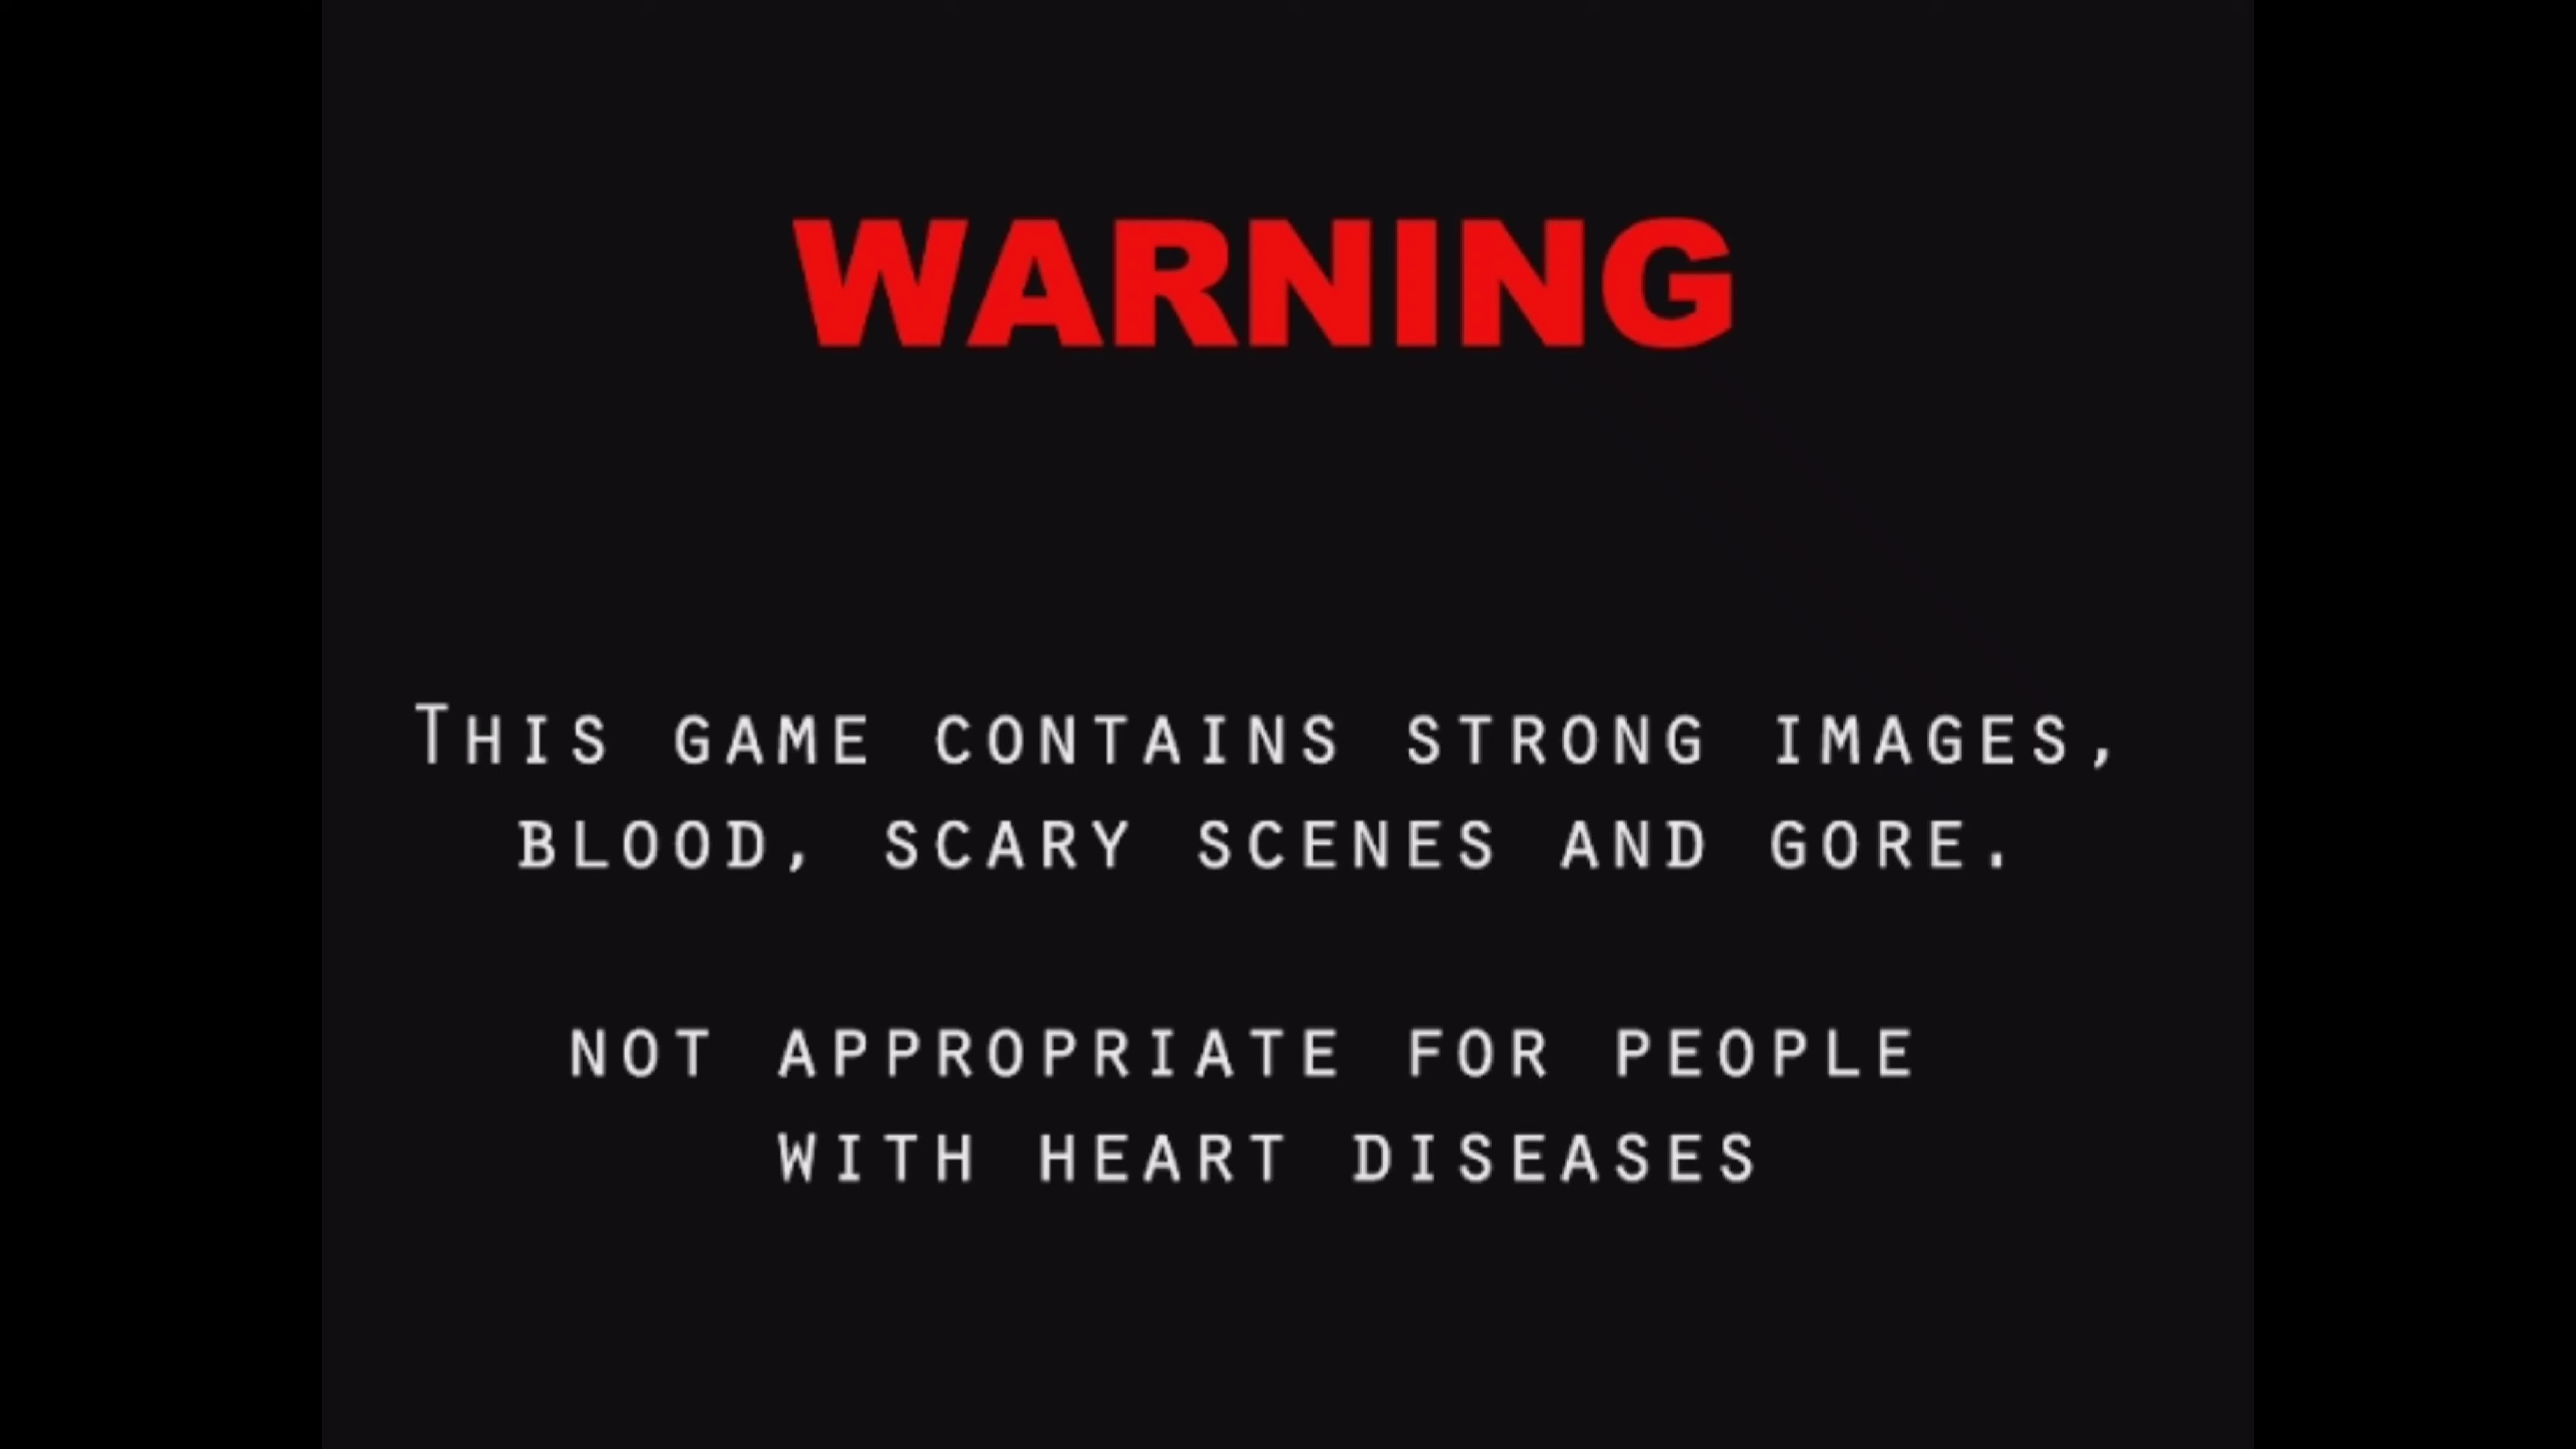 WARNING
THIS GAME CONTAINS STRONG IMAGES,
BLOOD, SCARY SCENES AND GORE.
NOT APPROPRIATE FOR PEOPLE
WITH HEART DISEASES